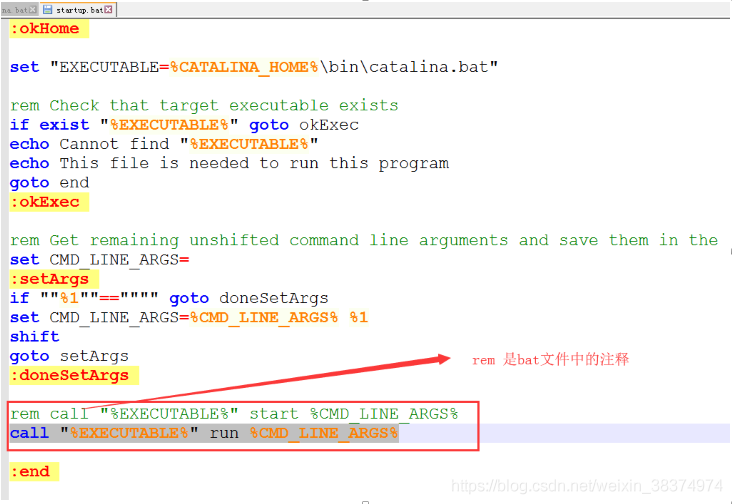 na.bat startup.bat
:okHome
set "EXECUTABLE=%CATALINA_HOME%\bin\catalina.bat"
rem Check that target executable exists
if exist "%EXECUTABLE%" goto okExec
echo Cannot find "%EXECUTABLE%"
echo This file is needed to run this program
goto end
:okExec
rem Get remaining unshifted command line arguments and save them in the
set CMD_LINE_ARGS=
:setArgs
if ""%1""=="""" goto doneSetArgs
set CMD_LINE_ARGS=%CMD_LINE_ARGS% %1
shift
goto setArgs
rem 是bat文件中的注释
:doneSetArgs
rem call "%EXECUTABLE%" start %CMD_LINE_ARGS%
call "%EXECUTABLE%" run %CMD_LINE_ARGS%
:end
https://blog.csdn.net/weixin_38374974